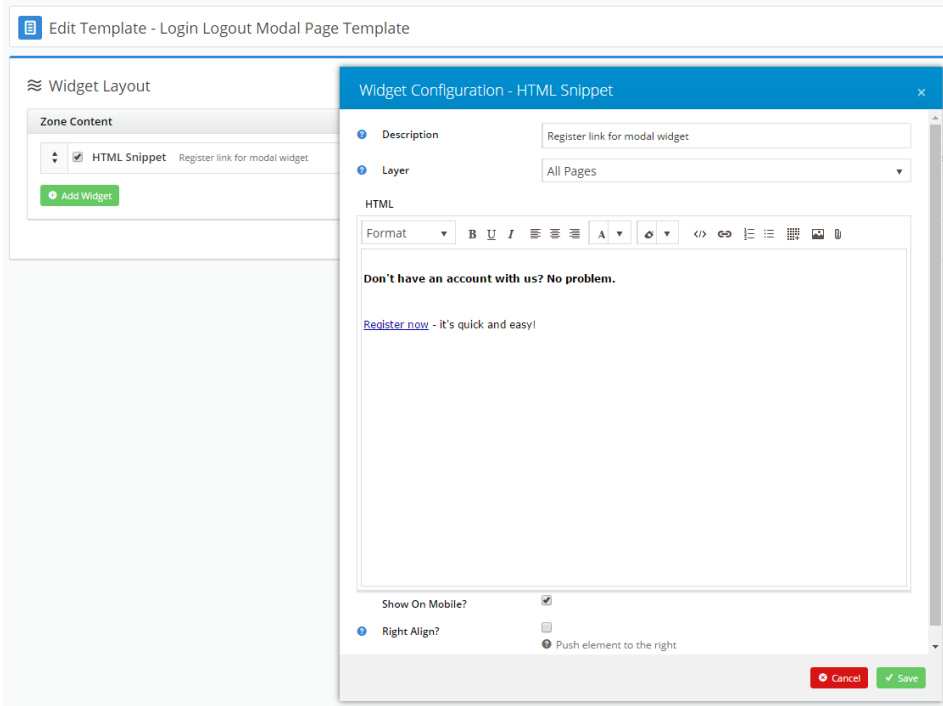 Edit Template - Login Logout Modal Page Template
Widget Layout
Zone Content
HTML Snippet Register link for modal widget
Add Widget
Widget Configuration - HTML Snippet
Description Register link for modal widget
Layer All Pages
HTML
Format B U I A
Don't have an account with us? No problem.
Register now - it's quick and easy!
Show On Mobile?
Right Align?
Push element to the right
Cancel Save